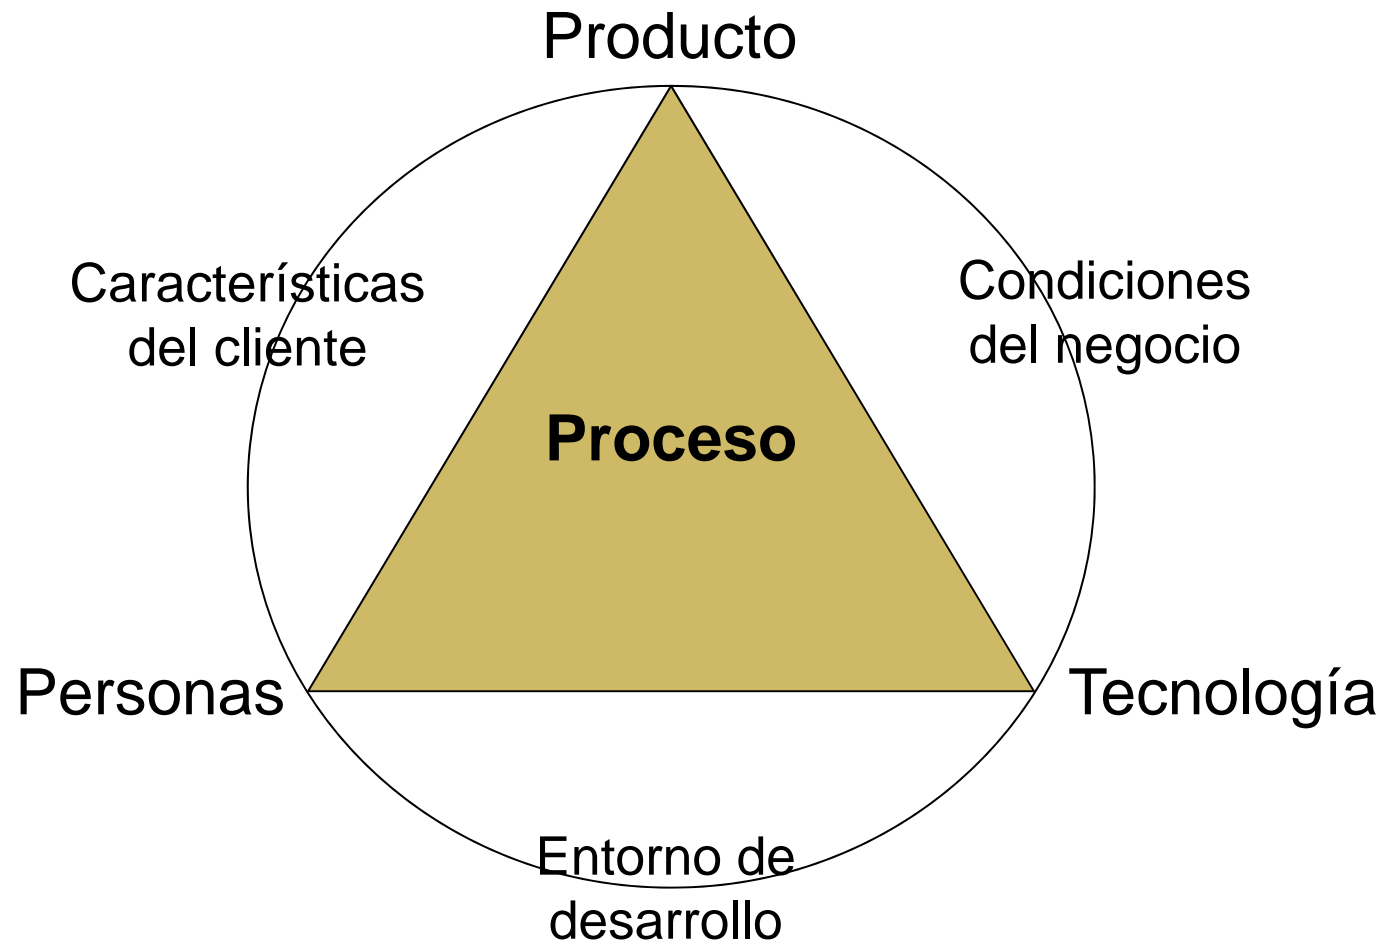 Producto
Características
del cliente
Condiciones
del negocio
Proceso
Personas
Tecnología
Entorno de
desarrollo